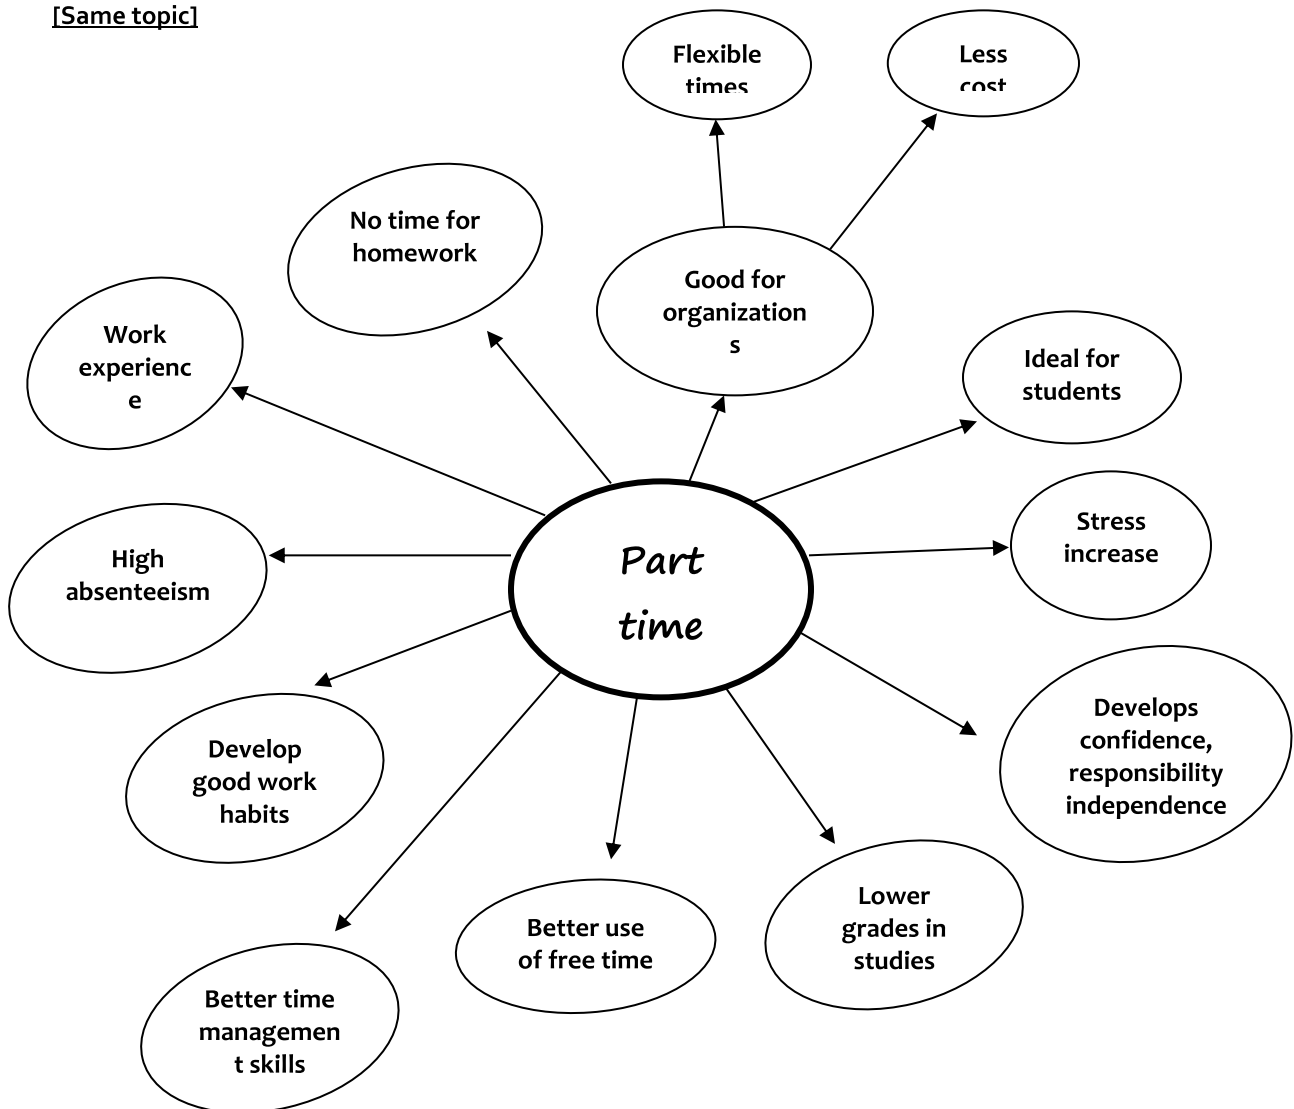 [Same topic]
Flexible
times
Less
cost
No time for
homework
Good for
organization
s
Work
experienc
e
Ideal for
students
Stress
increase
High
absenteeism
Part
time
Develops
confidence,
responsibility
independence
Develop
good work
habits
Lower
grades in
studies
Better use
of free time
Better time
managemen
t skills